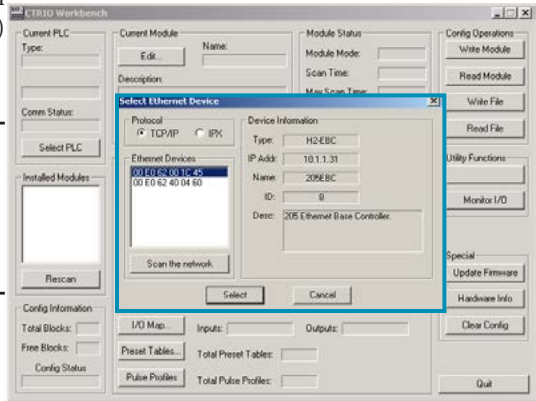 CTRIO Workbench
Current PLC
Type:
Comm Status:
Select PLC
Installed Modules
Rescan
Config Information
Total Blocks:
Free Blocks:
Config Status
Current Module
Edit...
Name:
Description:
Module Status
Module Mode:
Scan Time:
Max Scan Time:
Config Operations
Write Module
Read Module
Write File
Read File
Utility Functions
Monitor I/O
Special
Update Firmware
Hardware Info
Clear Config
Quit
Select Ethernet Device
Protocol
TCP/IP
IPX
Ethernet Devices
00 E0 62 00 1C 45
00 E0 62 40 04 60
Scan the network
Device Information
Type: H2-EBC
IP Addr: 10.1.1.31
Name: 205EBC
ID:
Desc: 205 Ethernet Base Controller.
Select
Cancel
I/O Map...
Inputs:
Outputs:
Preset Tables...
Total Preset Tables:
Pulse Profiles
Total Pulse Profiles: